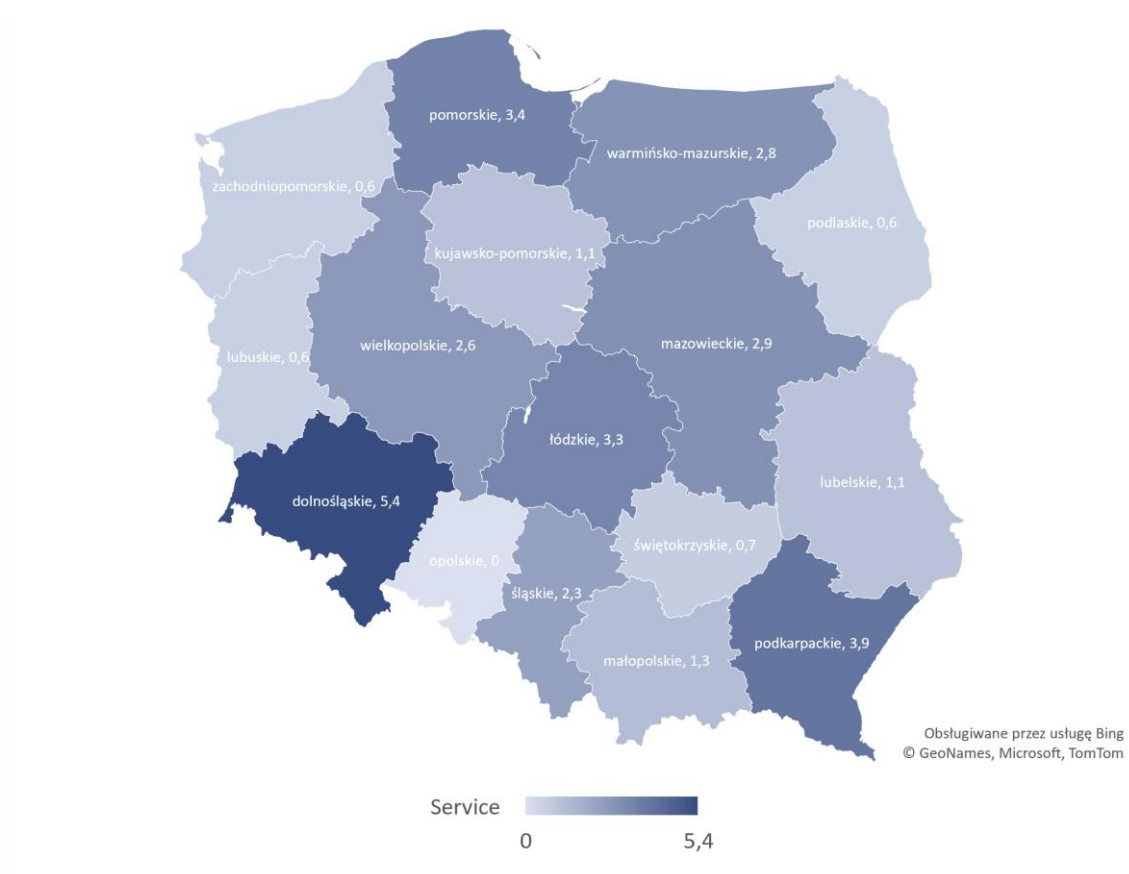 pomorskie, 3,4
warmińsko-mazurskie, 2,8
zachodniopomorskie, 0,6
podlaskie, 0,6
kujawsko-pomorskie, 1,1
wielkopolskie, 2,6
mazowieckie, 2,9
lubuskie, 0,6
łódzkie, 3,3
lubelskie, 1,1
dolnośląskie, 5,4
świętokrzyskie, 0,7
opolskie, 0
śląskie, 2,3
podkarpackie, 3,9
małopolskie, 1,3
Obsługiwane przez usługę Bing
© GeoNames, Microsoft, TomTom
Service
0 5,4